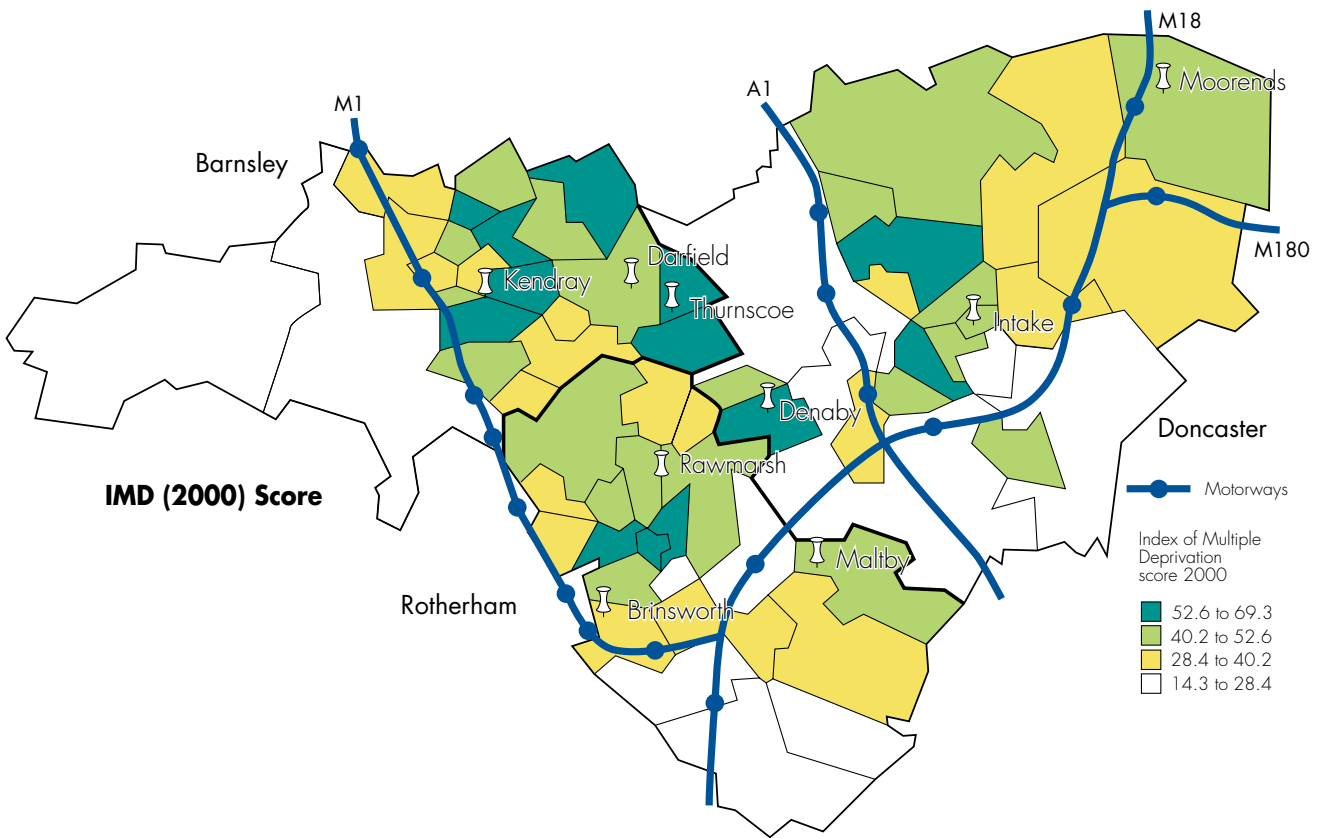 M18
Moorends
A1
M1
Barnsley
M180
Darfield
Kendray
Thurnscoe
Intake
Denaby
Doncaster
Rawmarsh
IMD (2000) Score
Motorways
Index of Multiple
Deprivation
score 2000
Maltby
Rotherham
Brinsworth
52.6 to 69.3
40.2 to 52.6
28.4 to 40.2
14.3 to 28.4